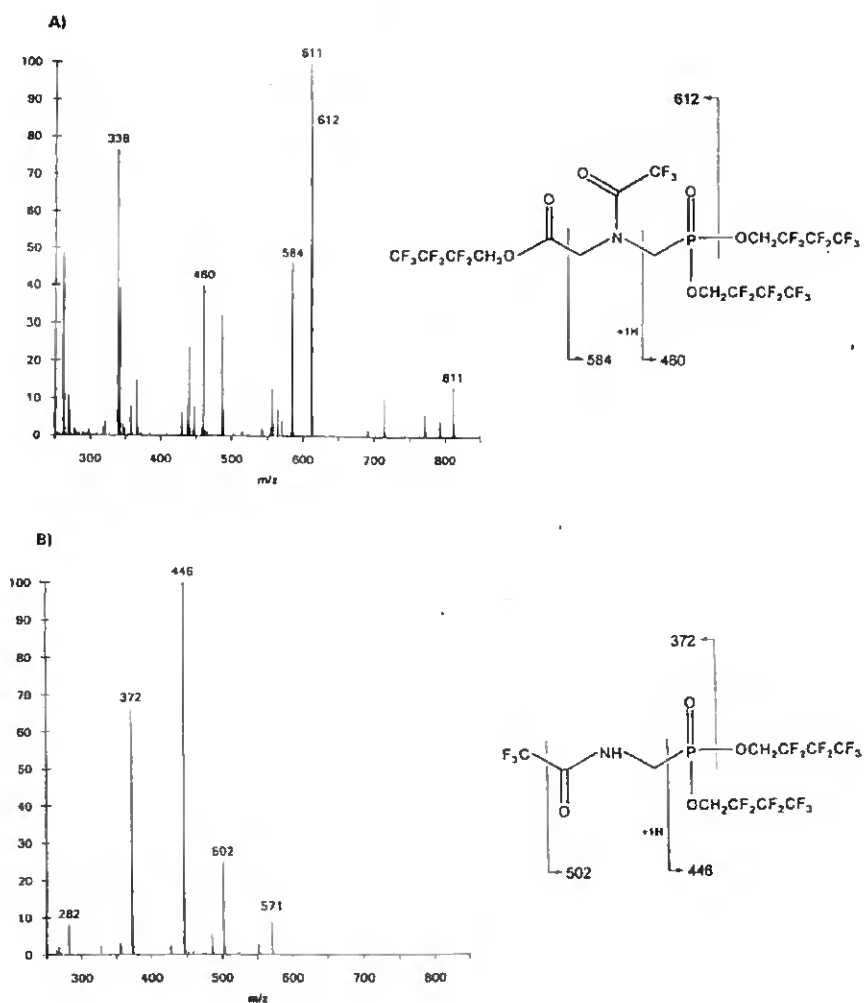 A)
100
90
80
70
60
50
40
30
20
10
0
338
460
584
611
612
811
300 400 500 600 700 800
m/z
612
O
CF₃
O
O
N
P
OCH₂CF₂CF₂CF₃
CF₃CF₂CF₂CH₂O
OCH₂CF₂CF₂CF₃
+1H
584
460
B)
100
90
80
70
60
50
40
30
20
10
0
282
372
446
502
571
300 400 500 600 700 800
m/z
372
O
F₃C
NH
P
OCH₂CF₂CF₂CF₃
O
OCH₂CF₂CF₂CF₃
+1H
502
446